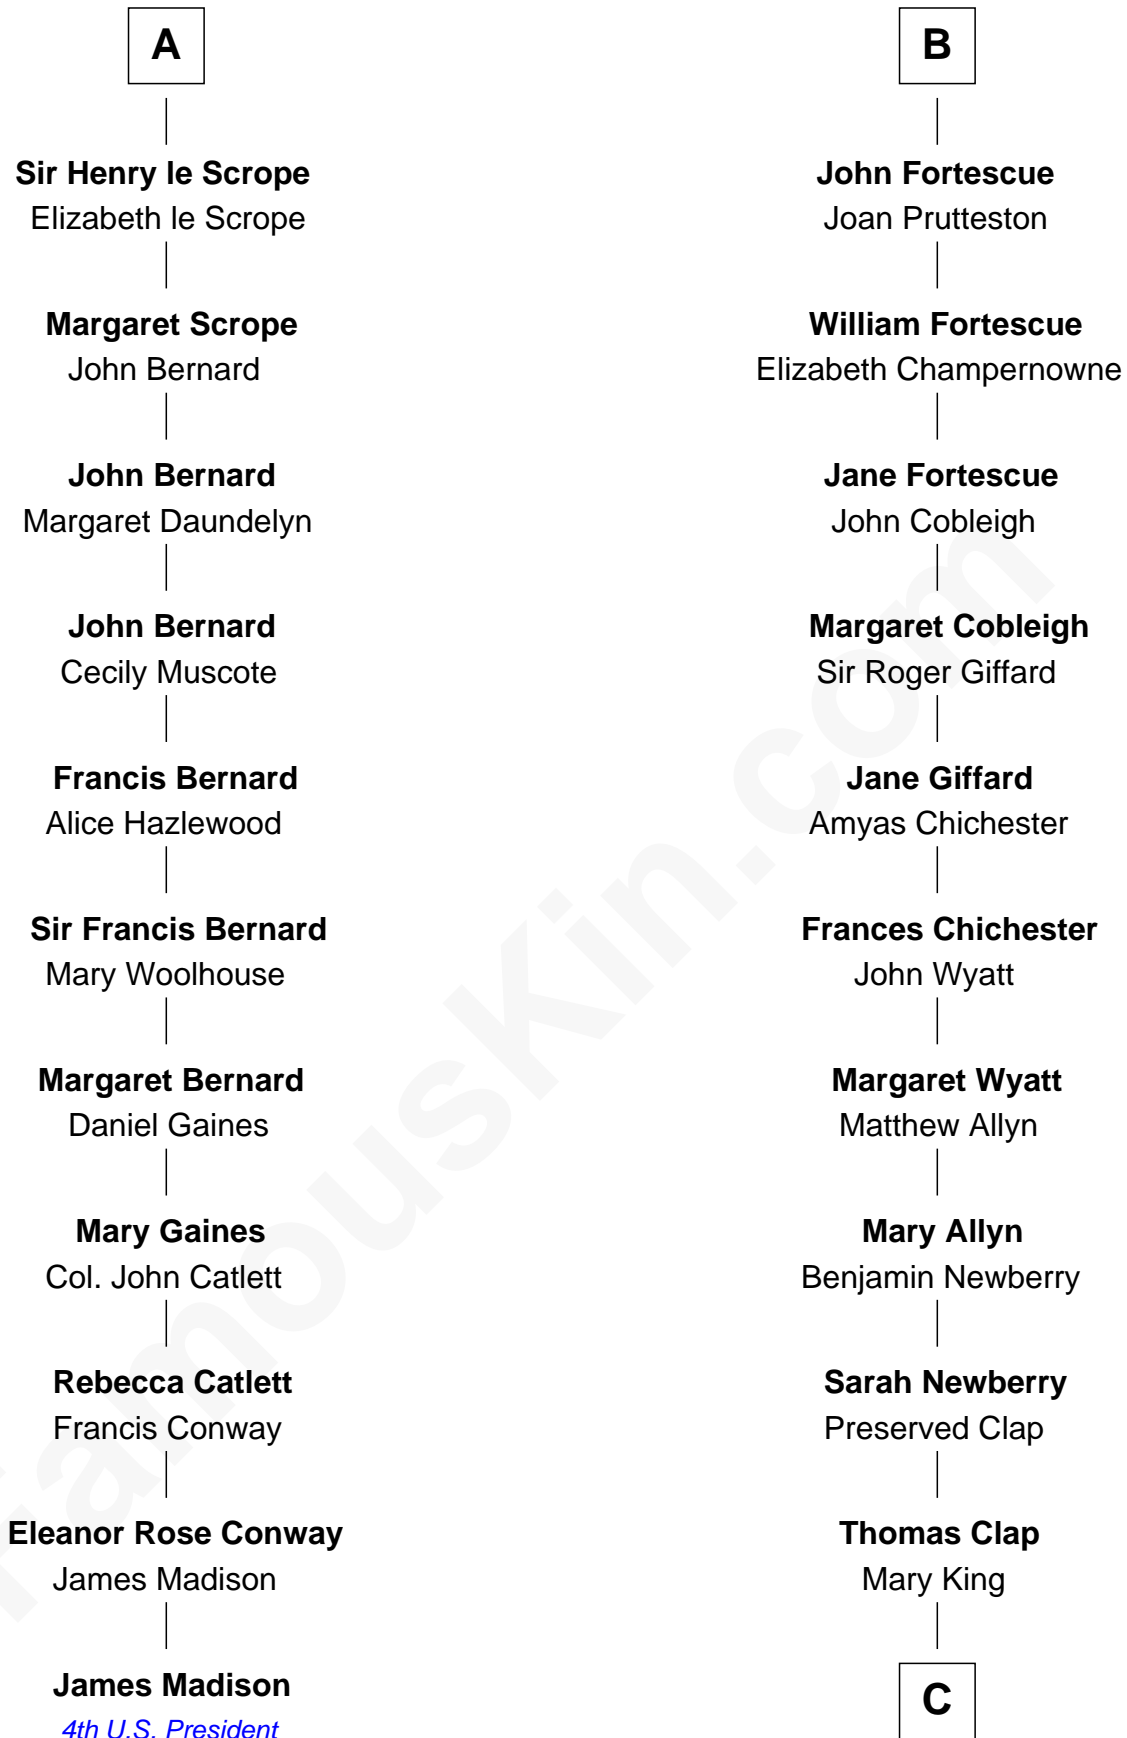 A
Sir Henry le Scrope
Elizabeth le Scrope
Margaret Scrope
John Bernard
John Bernard
Margaret Daundelyn
John Bernard
Cecily Muscote
Francis Bernard
Alice Hazlewood
Sir Francis Bernard
Mary Woolhouse
Margaret Bernard
Daniel Gaines
Mary Gaines
Col. John Catlett
Rebecca Catlett
Francis Conway
Eleanor Rose Conway
James Madison
James Madison
4th U.S. President
B
John Fortescue
Joan Prutteston
William Fortescue
Elizabeth Champernowne
Jane Fortescue
John Cobleigh
Margaret Cobleigh
Sir Roger Giffard
Jane Giffard
Amyas Chichester
Frances Chichester
John Wyatt
Margaret Wyatt
Matthew Allyn
Mary Allyn
Benjamin Newberry
Sarah Newberry
Preserved Clap
Thomas Clap
Mary King
C
FamousKin.com